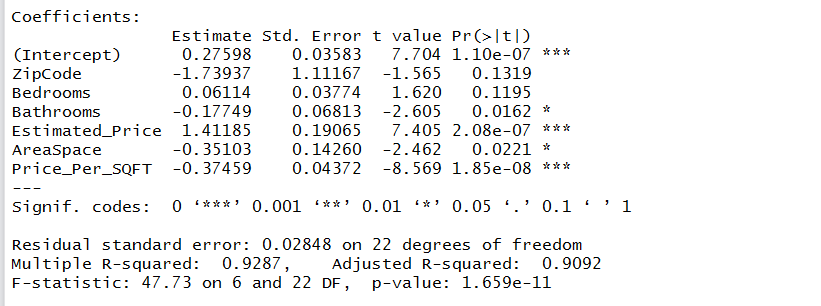 Coefficients:
Estimate Std. Error t value Pr(>|t|)
(Intercept) 0.27598 0.03583 7.704 1.10e-07 ***
ZipCode -1.73937 1.11167 -1.565 0.1319
Bedrooms 0.06114 0.03774 1.620 0.1195
Bathrooms -0.17749 0.06813 -2.605 0.0162 *
Estimated_Price 1.41185 0.19065 7.405 2.08e-07 ***
AreaSpace -0.35103 0.14260 -2.462 0.0221 *
Price_Per_SQFT -0.37459 0.04372 -8.569 1.85e-08 ***
---
Signif. codes: 0 ‘***’ 0.001 ‘**’ 0.01 ‘*’ 0.05 ‘.’ 0.1 ‘ ’ 1
Residual standard error: 0.02848 on 22 degrees of freedom
Multiple R-squared: 0.9287, Adjusted R-squared: 0.9092
F-statistic: 47.73 on 6 and 22 DF, p-value: 1.659e-11